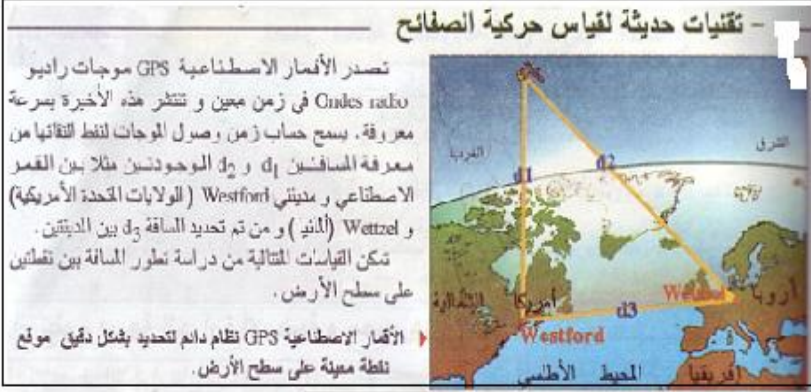 - تقنيات حديثة لقياس حركية الصفائح
تصدر الأقمار الاصطناعية GPS موجات راديو
Ondes radio في زمن معين و تنتشر هذه الأخيرة بسرعة
معروفة. يسمح حساب زمن وصول الموجات لنقط التقائها من
معرفة المسافتين d1 و d2 الموجودتين مثلا بين القمر
الاصطناعي و مدينتي Westford (الولايات المتحدة الأمريكية)
و Wettzel (ألمنيا) و من تم تحديد المسافة d3 بين المدينتين.
تمكن القياسات المتتالية من دراسة تطور المسافة بين نقطتين
على سطح الأرض.
الأقمار الاصطناعية GPS نظام دائم لتحديد بشكل دقيق موقع
نقطة معينة على سطح الأرض.
الشرق
الغرب
d1
d2
أوروبا
أمريكا الشمالية
d3
Westford
إفريقيا
المحيط الأطلسي